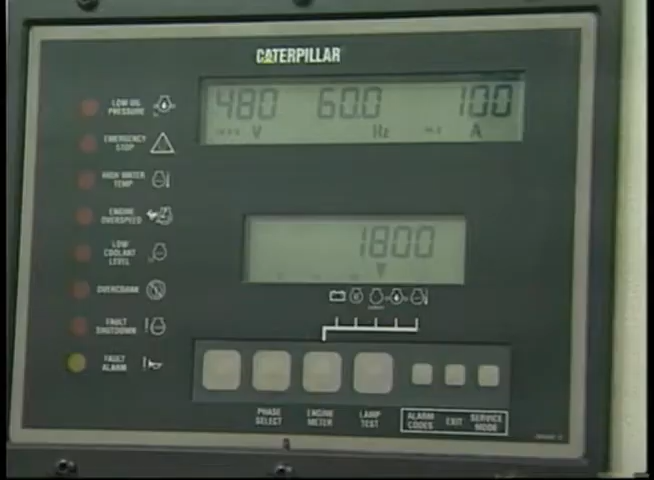 CATERPILLAR
480 60.0 100
V Hz A
LOW OIL
PRESSURE
EMERGENCY
STOP
HIGH WATER
TEMP
ENGINE
OVERSPEED
LOW
COOLANT
LEVEL
OVERCRANK
FAULT
SHUTDOWN
FAULT
ALARM
1800
PHASE
SELECT
ENGINE
METER
LAMP
TEST
ALARM
CODES
EXIT
SERVICE
MODE